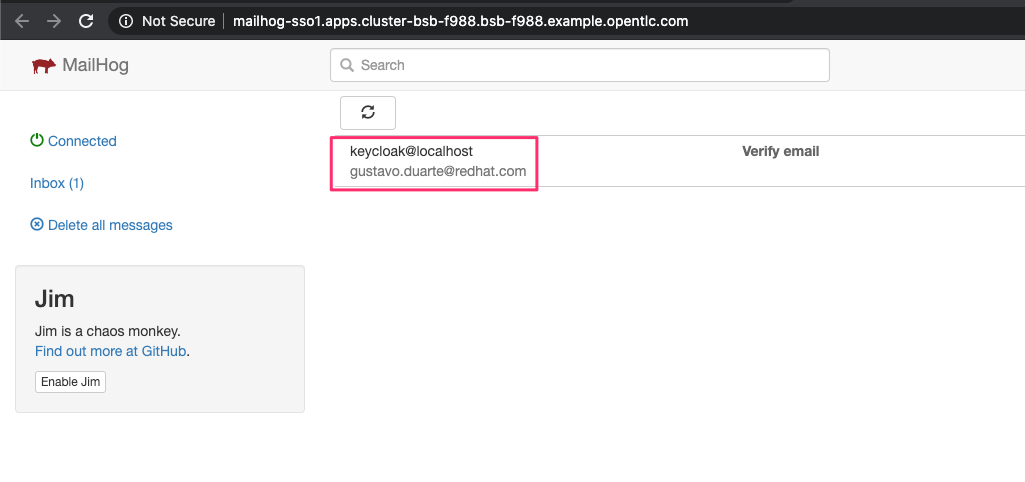 Not Secure | mailhog-sso1.apps.cluster-bsb-f988.bsb-f988.example.opentlc.com
MailHog
Search
Connected
Inbox (1)
Delete all messages
keycloak@localhost
gustavo.duarte@redhat.com
Verify email
Jim
Jim is a chaos monkey.
Find out more at GitHub.
Enable Jim